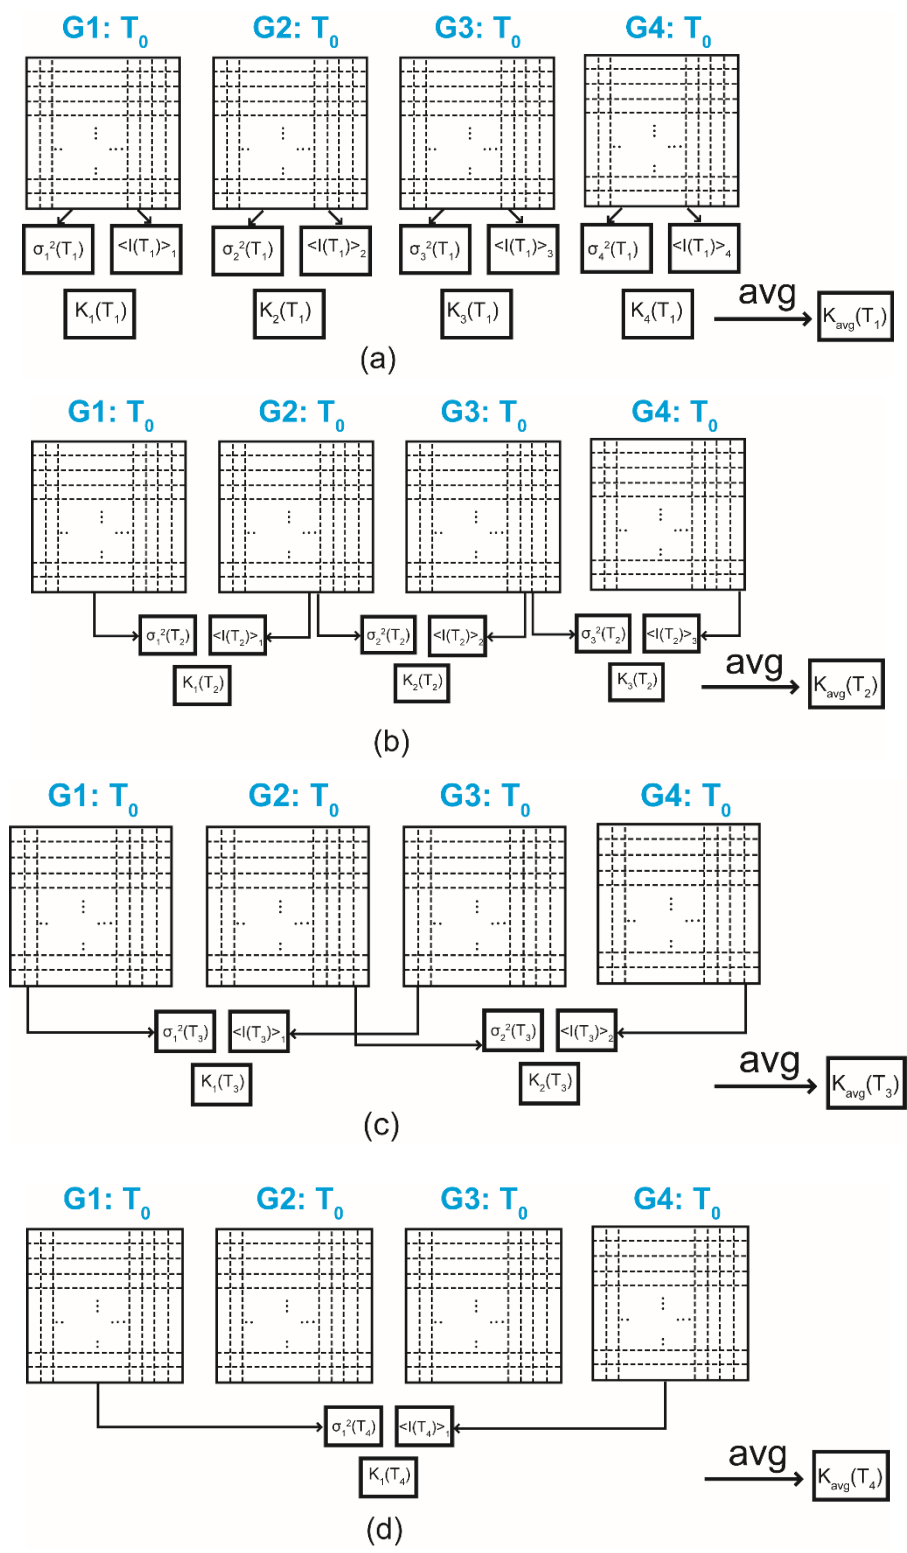 G1: T₀ G2: T₀ G3: T₀ G4: T₀
σ₁²(T₁) <I(T₁)>₁ σ₂²(T₁) <I(T₁)>₂ σ₃²(T₁) <I(T₁)>₃ σ₄²(T₁) <I(T₁)>₄
K₁(T₁) K₂(T₁) K₃(T₁) K₄(T₁) avg K_avg(T₁)
(a)
G1: T₀ G2: T₀ G3: T₀ G4: T₀
σ₁²(T₂) <I(T₂)>₁ σ₂²(T₂) <I(T₂)>₂ σ₃²(T₂) <I(T₂)>₃
K₁(T₂) K₂(T₂) K₃(T₂) avg K_avg(T₂)
(b)
G1: T₀ G2: T₀ G3: T₀ G4: T₀
σ₁²(T₃) <I(T₃)>₁ σ₂²(T₃) <I(T₃)>₂
K₁(T₃) K₂(T₃) avg K_avg(T₃)
(c)
G1: T₀ G2: T₀ G3: T₀ G4: T₀
σ₁²(T₄) <I(T₄)>₁
K₁(T₄) avg K_avg(T₄)
(d)